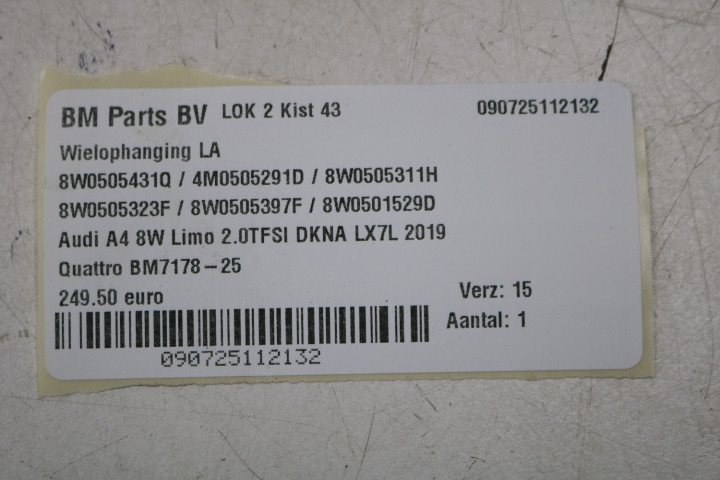 BM Parts BV LOK 2 Kist 43 090725112132
Wielophanging LA
8W0505431Q / 4M0505291D / 8W0505311H
8W0505323F / 8W0505397F / 8W0501529D
Audi A4 8W Limo 2.0TFSI DKNA LX7L 2019
Quattro BM7178-25
249.50 euro Verz: 15
Aantal: 1
090725112132